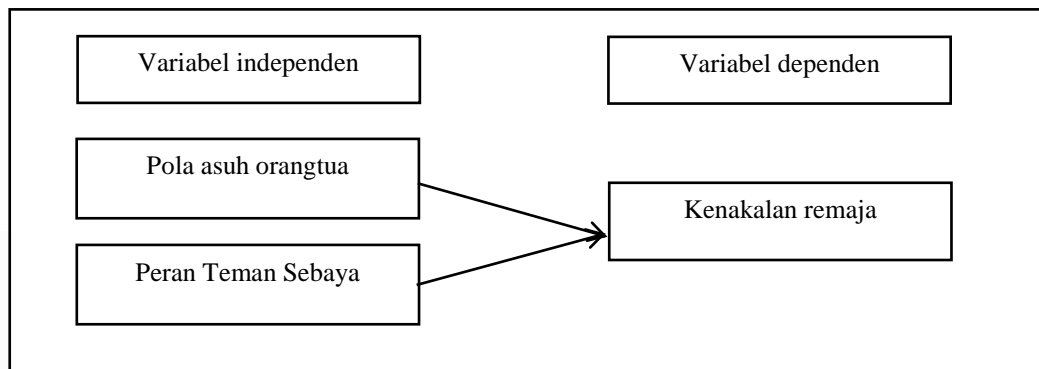 Variabel independen
Variabel dependen
Pola asuh orangtua
Kenakalan remaja
Peran Teman Sebaya